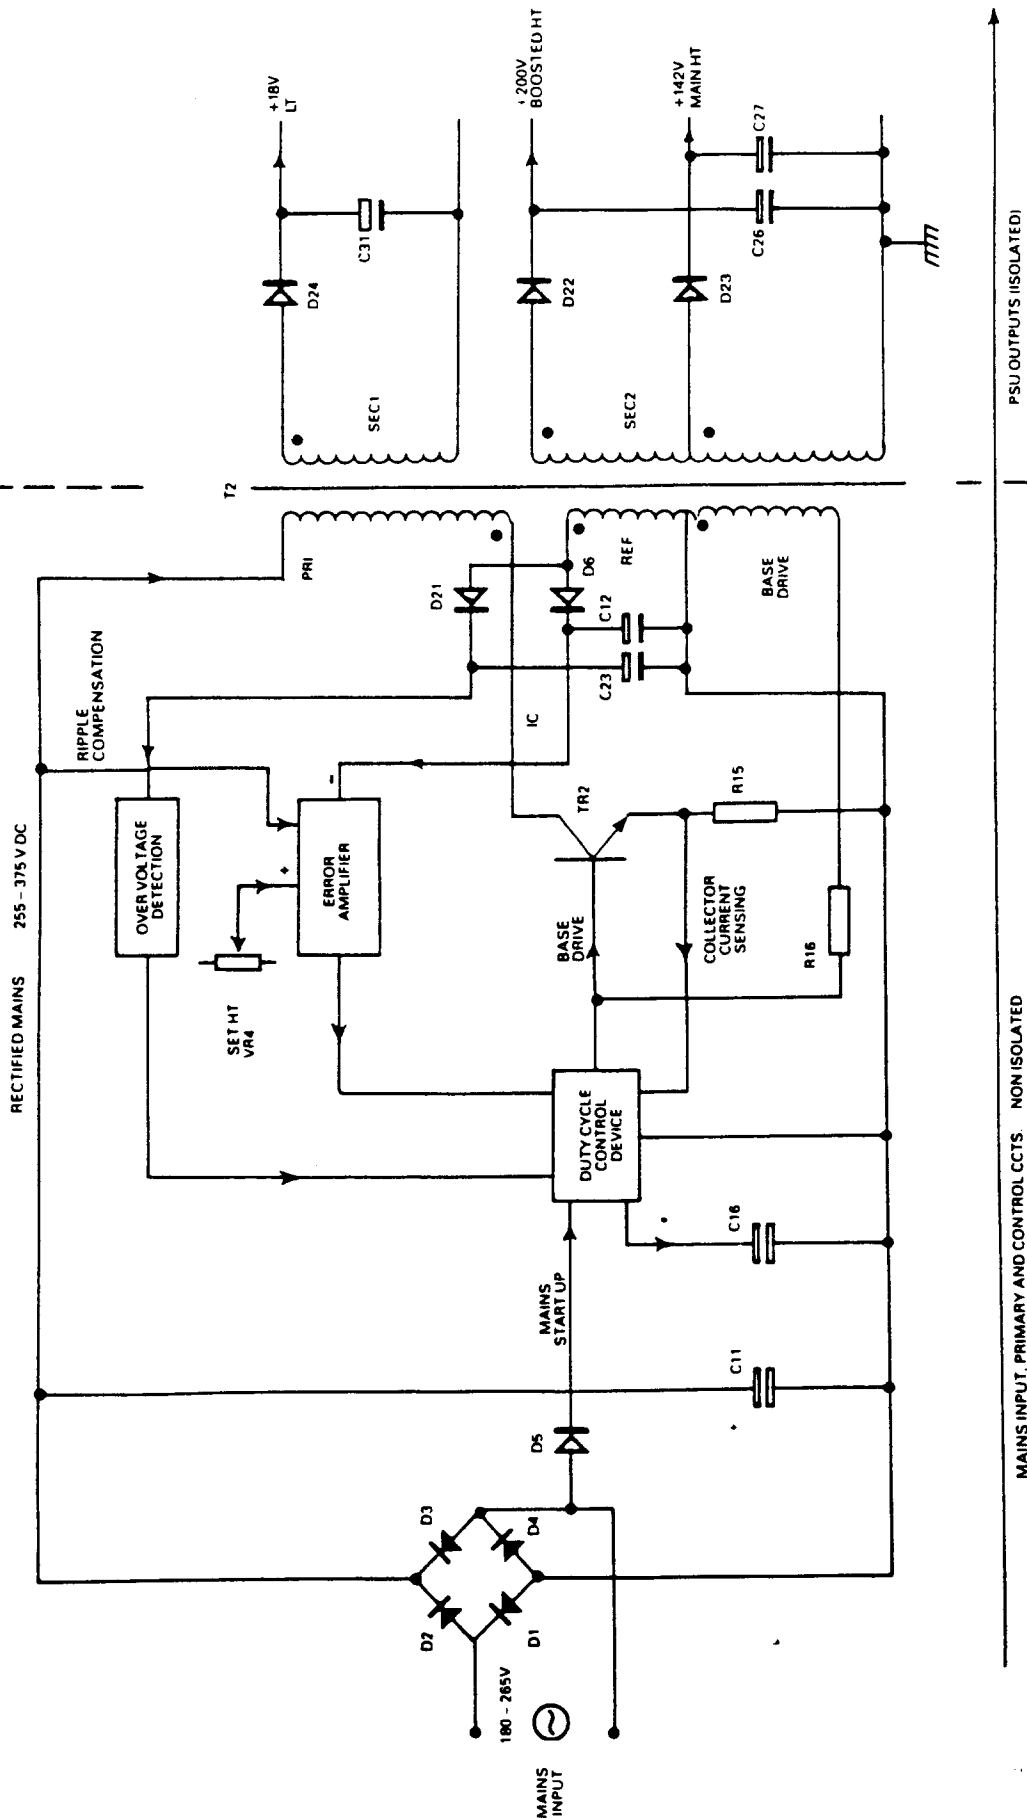 RECTIFIED MAINS 255 - 375 V DC
RIPPLE
COMPENSATION
OVER VOLTAGE
DETECTION
SET HT
VR4
+
-
ERROR
AMPLIFIER
MAINS
INPUT
180 - 265V
D2
D3
D1
D4
D5
MAINS
START UP
DUTY CYCLE
CONTROL
DEVICE
BASE
DRIVE
TR2
IC
COLLECTOR
CURRENT
SENSING
R15
R16
C11
C16
D21
D6
C23
C12
PRI
REF
BASE
DRIVE
T2
SEC1
D24
C31
+18V
LT
SEC2
D22
D23
C26
C27
+200V
BOOSTED HT
+142V
MAIN HT
MAINS INPUT, PRIMARY AND CONTROL CCTS. NON ISOLATED
PSU OUTPUTS (ISOLATED)